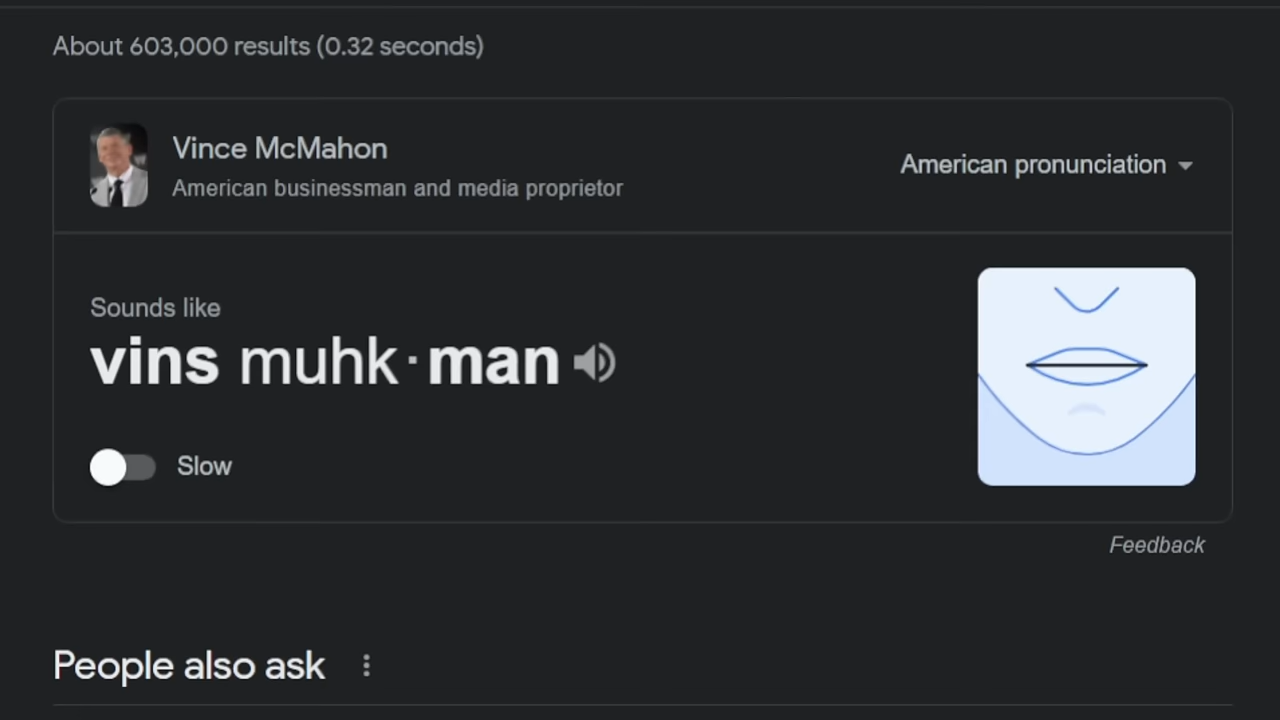 About 603,000 results (0.32 seconds)
Vince McMahon
American businessman and media proprietor
American pronunciation
Sounds like
vins muhk·man
Slow
Feedback
People also ask